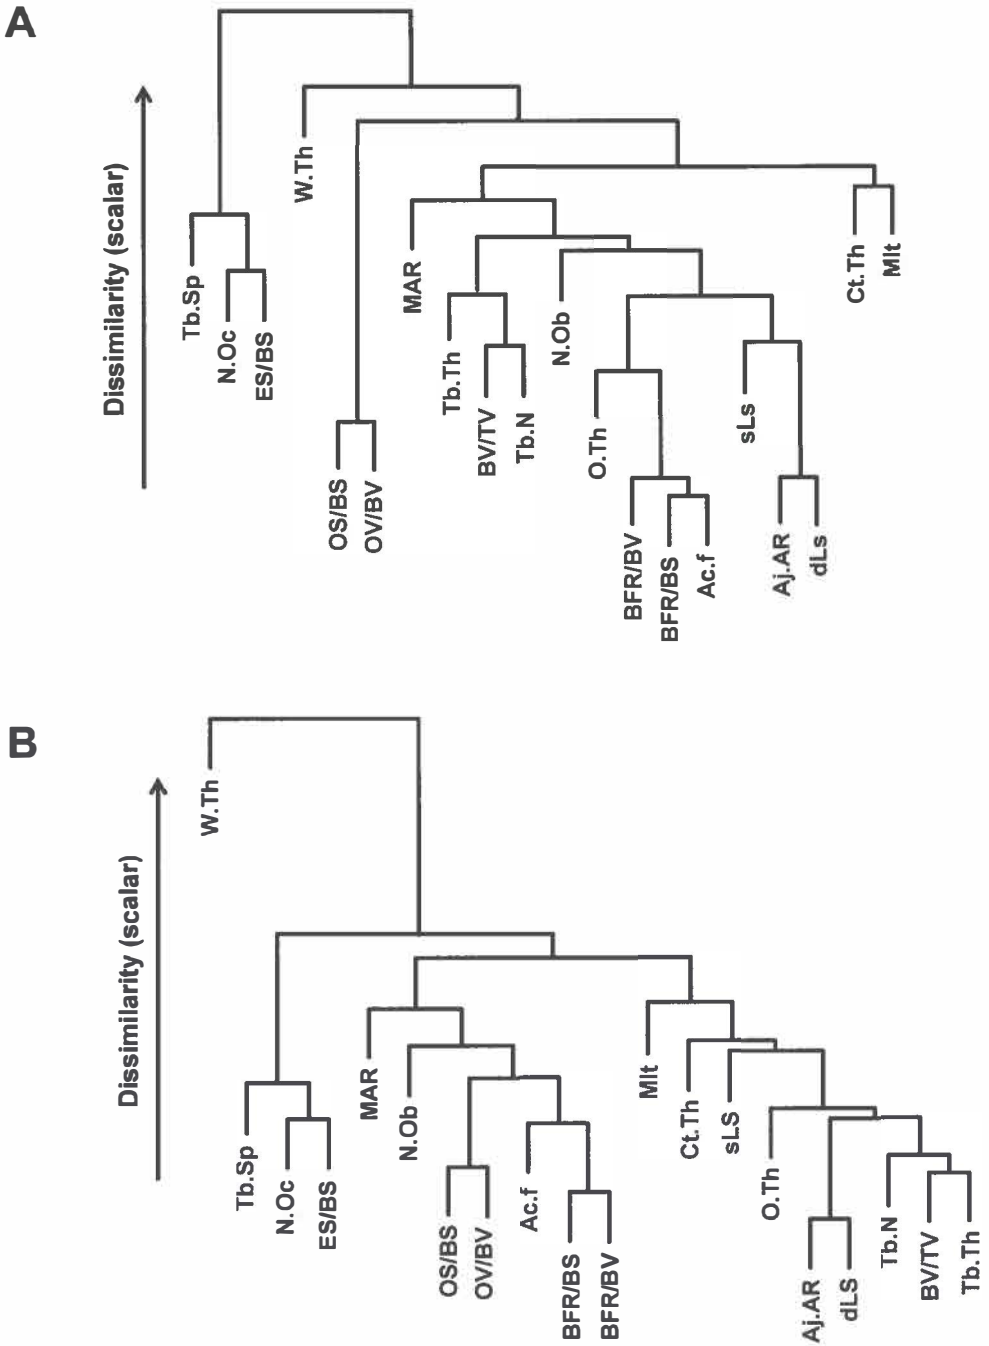 A
Dissimilarity (scalar)
Tb.Sp
N.Oc
ES/BS
W.Th
OS/BS
OV/BV
MAR
Tb.Th
BV/TV
Tb.N
N.Ob
O.Th
BFR/BV
BFR/BS
Ac.f
sLs
Aj.AR
dLs
Ct.Th
Mlt
B
Dissimilarity (scalar)
W.Th
Tb.Sp
N.Oc
ES/BS
MAR
N.Ob
OS/BS
OV/BV
Ac.f
BFR/BS
BFR/BV
Mlt
Ct.Th
sLS
O.Th
Aj.AR
dLS
Tb.N
BV/TV
Tb.Th